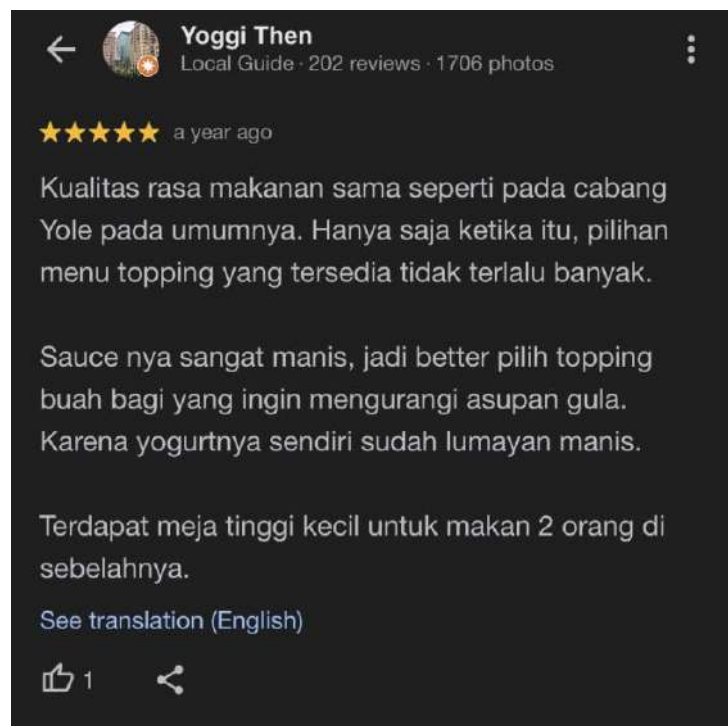 Yoggi Then
Local Guide · 202 reviews · 1706 photos
a year ago
Kualitas rasa makanan sama seperti pada cabang
Yole pada umumnya. Hanya saja ketika itu, pilihan
menu topping yang tersedia tidak terlalu banyak.
Sauce nya sangat manis, jadi better pilih topping
buah bagi yang ingin mengurangi asupan gula.
Karena yogurtnya sendiri sudah lumayan manis.
Terdapat meja tinggi kecil untuk makan 2 orang di
sebelahnya.
See translation (English)
1